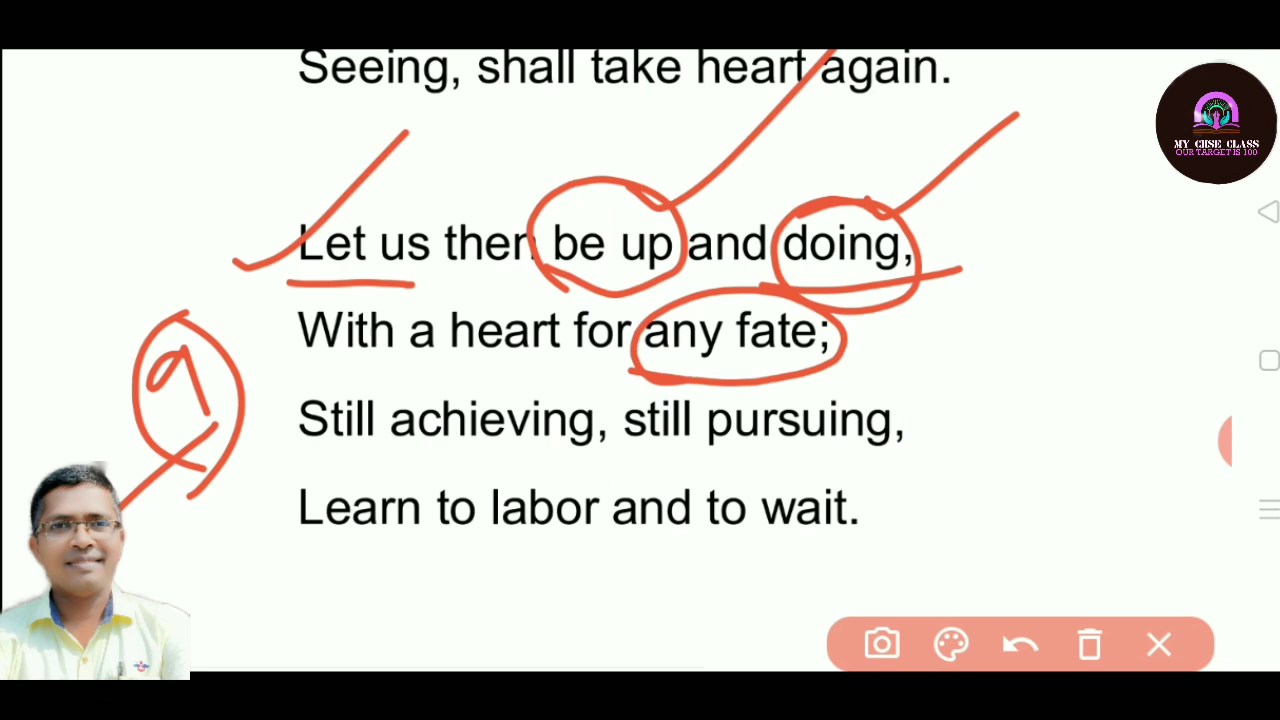 Seeing, shall take heart again.
MY CHSE CLASS
OUR TARGET IS 100
Let us then be up and doing,
With a heart for any fate;
9
Still achieving, still pursuing,
Learn to labor and to wait.